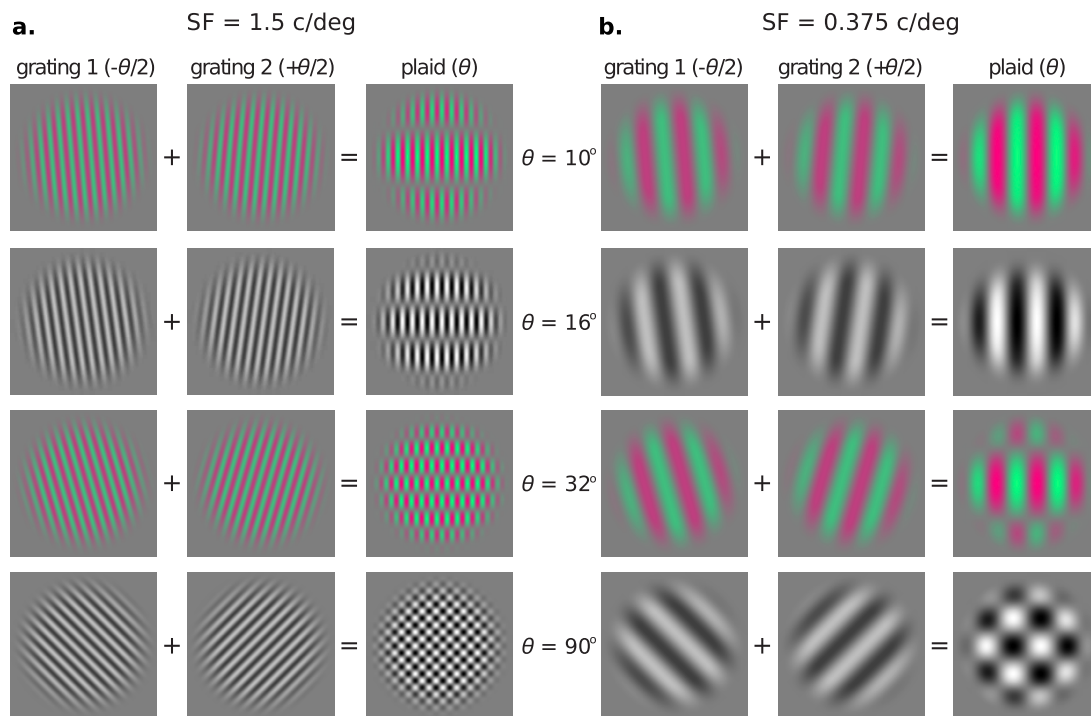 a. SF = 1.5 c/deg b. SF = 0.375 c/deg
grating 1 (-θ/2) grating 2 (+θ/2) plaid (θ) grating 1 (-θ/2) grating 2 (+θ/2) plaid (θ)
+ = θ = 10° + =
+ = θ = 16° + =
+ = θ = 32° + =
+ = θ = 90° + =